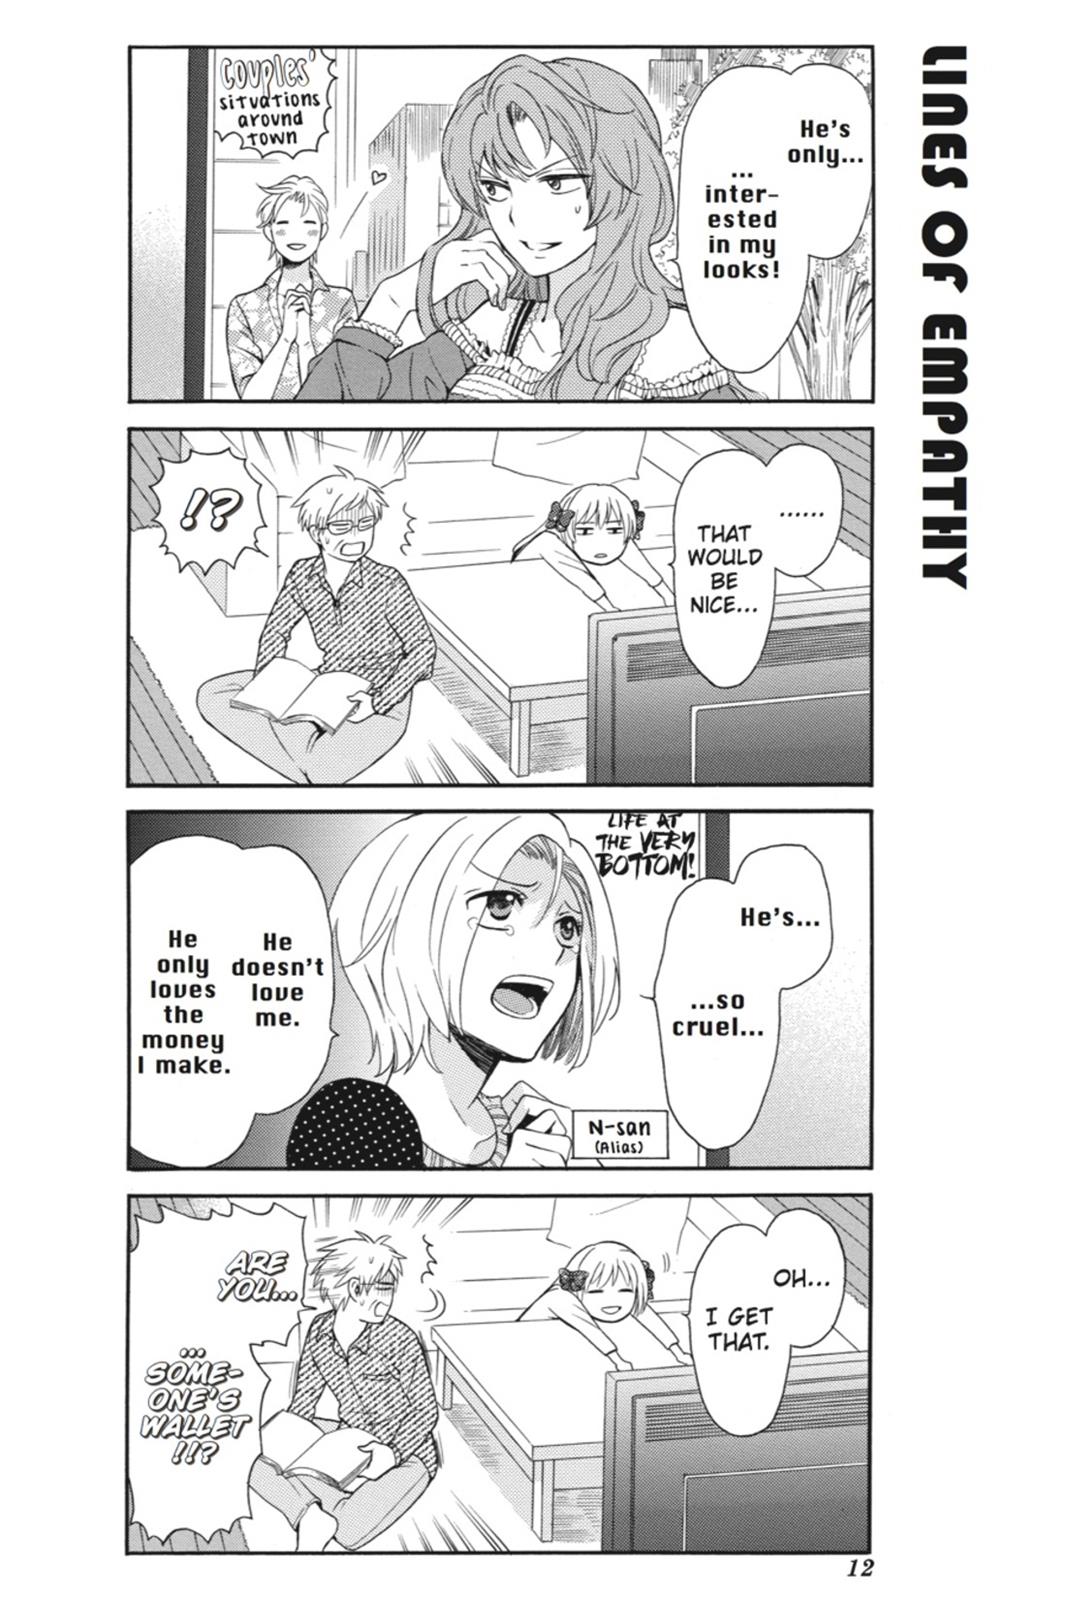 LINES OF EMPATHY
COUPLES'
situations
around
town
He's
only...
...
inter-
ested
in my
looks!
......
THAT
WOULD
BE
NICE...
!?
LIFE AT
THE VERY
BOTTOM!
He's...
...so
cruel...
He
doesn't
love
me.
He
only
loves
the
money
I make.
N-san
(Alias)
OH...
I GET
THAT.
ARE
YOU...
...
SOME-
ONE'S
WALLET
!!?
12